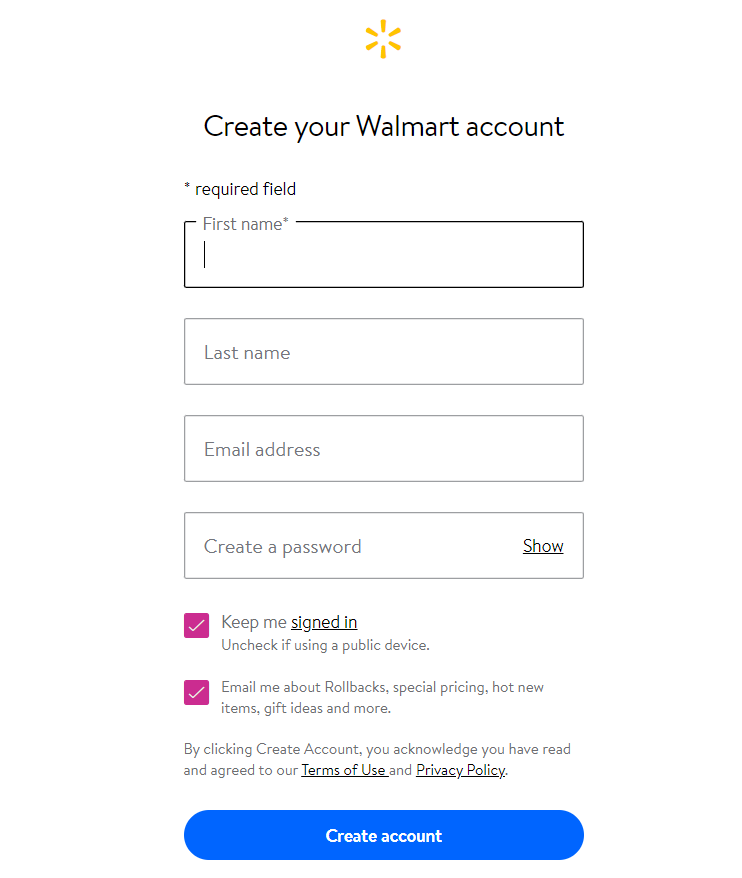 Create your Walmart account
* required field
First name*
Last name
Email address
Create a password Show
Keep me signed in
Uncheck if using a public device.
Email me about Rollbacks, special pricing, hot new
items, gift ideas and more.
By clicking Create Account, you acknowledge you have read
and agreed to our Terms of Use and Privacy Policy.
Create account